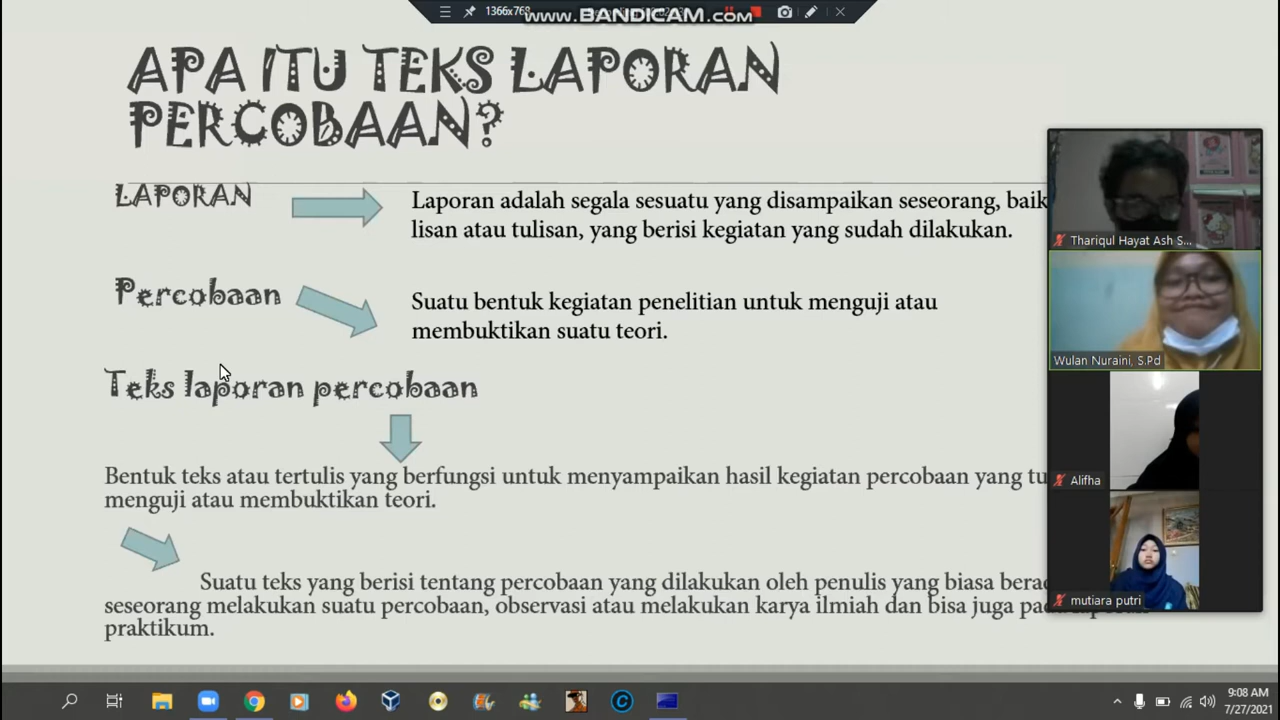 1366x768
www.BANDICAM.com
APA ITU TEKS LAPORAN
PERCOBAAN?
LAPORAN
Laporan adalah segala sesuatu yang disampaikan seseorang, baik
lisan atau tulisan, yang berisi kegiatan yang sudah dilakukan.
Percobaan
Suatu bentuk kegiatan penelitian untuk menguji atau
membuktikan suatu teori.
Teks laporan percobaan
Bentuk teks atau tertulis yang berfungsi untuk menyampaikan hasil kegiatan percobaan yang
menguji atau membuktikan teori.
Suatu teks yang berisi tentang percobaan yang dilakukan oleh penulis yang biasa
seseorang melakukan suatu percobaan, observasi atau melakukan karya ilmiah dan bisa juga
praktikum.
Thariqul Hayat Ash S...
Wulan Nuraini, S.Pd
Alifha
mutiara putri
9:08 AM
7/27/2021